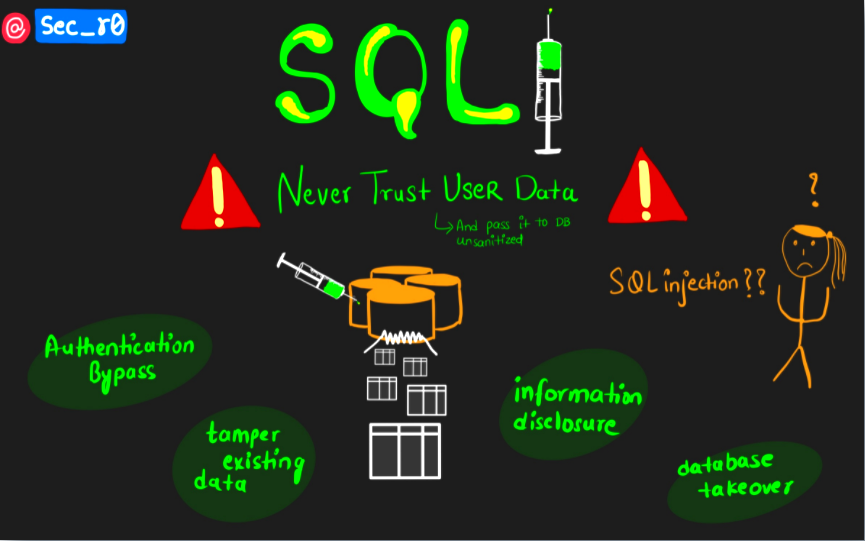 @ Sec_r0
SQL
! !
Never Trust User Data
And pass it to DB
unsanitized
?
SQL injection??
Authentication
Bypass
information
disclosure
tamper
existing
data
database
takeover